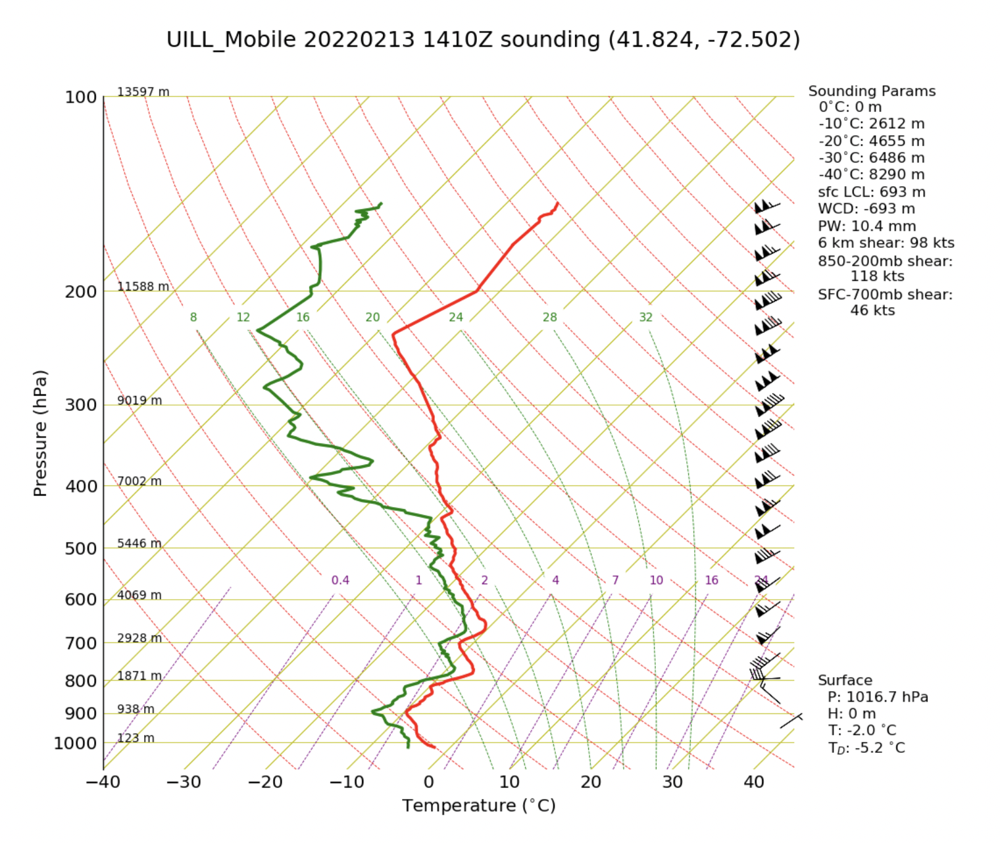 UILL_Mobile 20220213 1410Z sounding (41.824, -72.502)
100
13597 m
200
11588 m
8 12 16 20 24 28 32
300
9019 m
400
7002 m
500
5446 m
0.4 1 2 4 7 10 16 24
600
4069 m
700
2928 m
800
1871 m
900
938 m
1000
123 m
Pressure (hPa)
−40 −30 −20 −10 0 10 20 30 40
Temperature (˚C)
Sounding Params
0˚C: 0 m
-10˚C: 2612 m
-20˚C: 4655 m
-30˚C: 6486 m
-40˚C: 8290 m
sfc LCL: 693 m
WCD: -693 m
PW: 10.4 mm
6 km shear: 98 kts
850-200mb shear:
118 kts
SFC-700mb shear:
46 kts
Surface
P: 1016.7 hPa
H: 0 m
T: -2.0 ˚C
TD: -5.2 ˚C